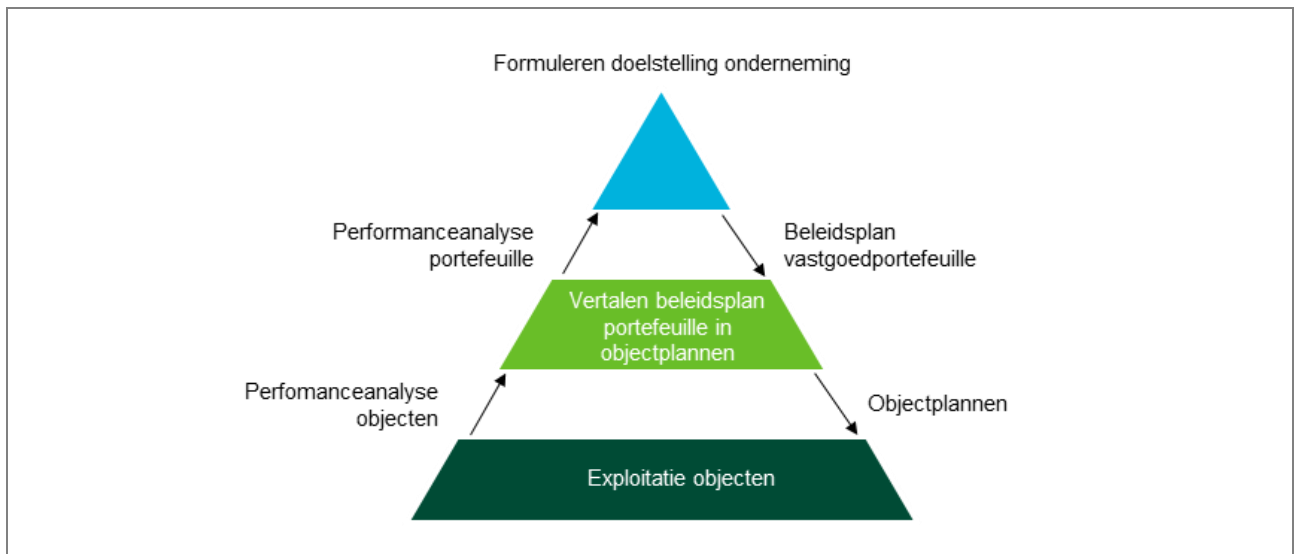 Formuleren doelstelling onderneming
Performanceanalyse
portefeuille
Beleidsplan
vastgoedportefeuille
Vertalen beleidsplan
portefeuille in
objectplannen
Perfomanceanalyse
objecten
Objectplannen
Exploitatie objecten